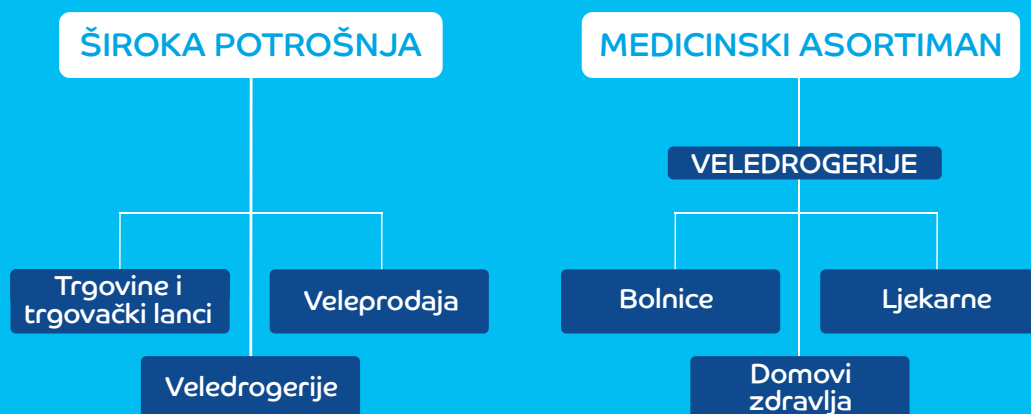 ŠIROKA POTROŠNJA
Trgovine i
trgovački lanci
Veleprodaja
Veledrogerije
MEDICINSKI ASORTIMAN
VELEDROGERIJE
Bolnice
Ljekarne
Domovi
zdravlja